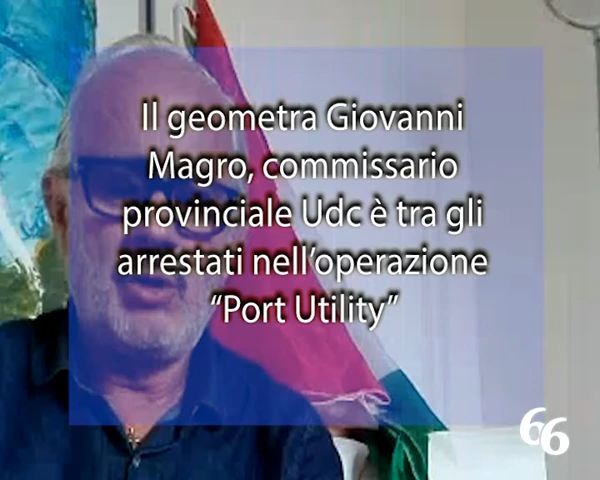 Il geometra Giovanni
Magro, commissario
provinciale Udc è tra gli
arrestati nell’operazione
“Port Utility”
66